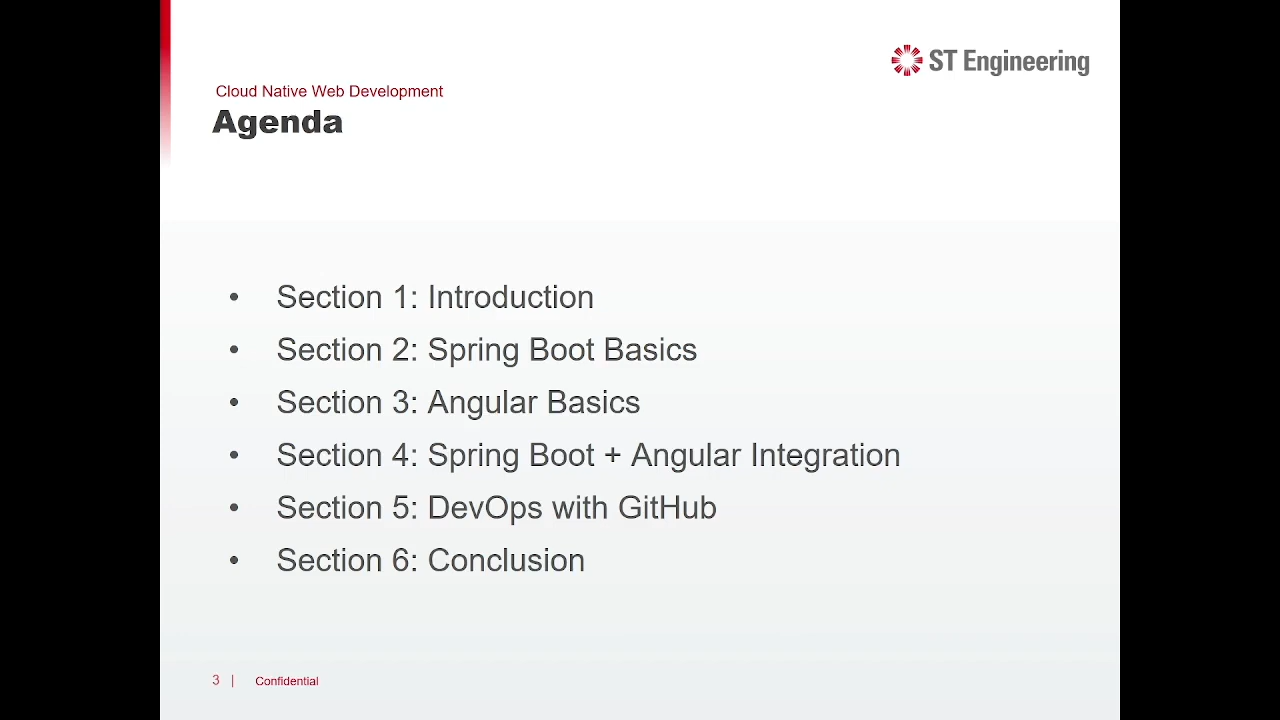 ST Engineering
Cloud Native Web Development
Agenda
• Section 1: Introduction
• Section 2: Spring Boot Basics
• Section 3: Angular Basics
• Section 4: Spring Boot + Angular Integration
• Section 5: DevOps with GitHub
• Section 6: Conclusion
3 | Confidential